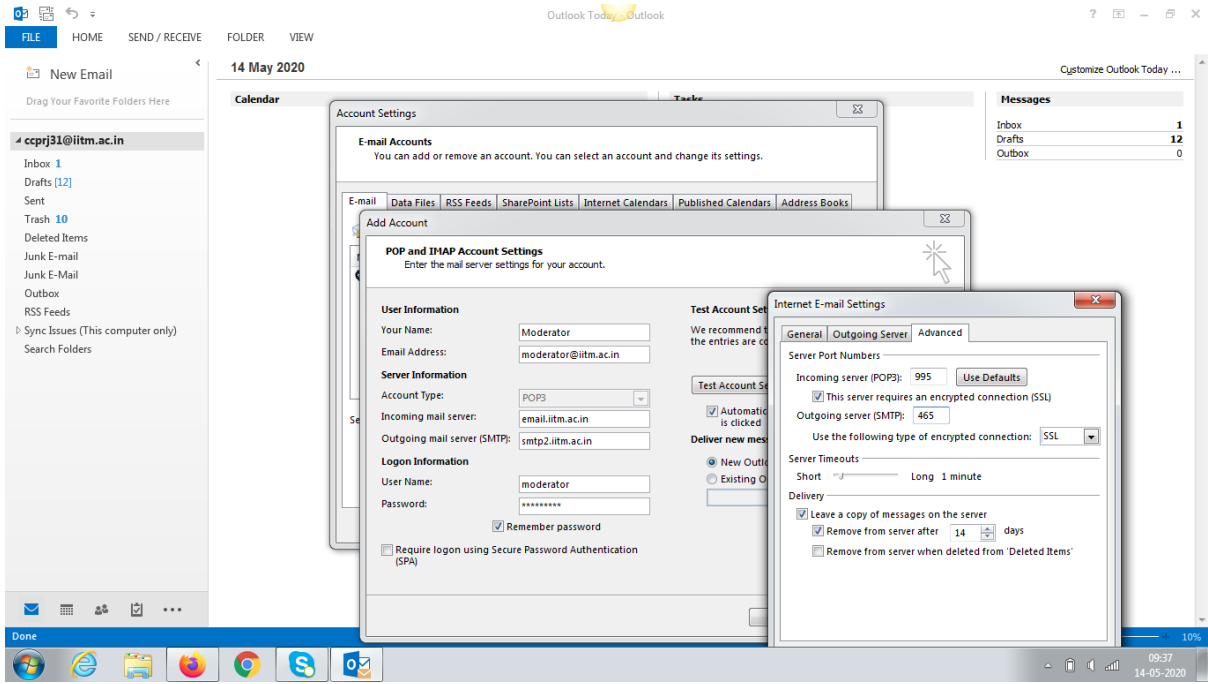 Outlook Today - Outlook
FILE HOME SEND / RECEIVE FOLDER VIEW
New Email
Drag Your Favorite Folders Here
ccprj31@iitm.ac.in
Inbox 1
Drafts [12]
Sent
Trash 10
Deleted Items
Junk E-mail
Junk E-Mail
Outbox
RSS Feeds
Sync Issues (This computer only)
Search Folders
14 May 2020
Customize Outlook Today ...
Calendar
Tasks
Messages
Inbox 1
Drafts 12
Outbox 0
Account Settings
E-mail Accounts
You can add or remove an account. You can select an account and change its settings.
E-mail Data Files RSS Feeds SharePoint Lists Internet Calendars Published Calendars Address Books
Se
Add Account
POP and IMAP Account Settings
Enter the mail server settings for your account.
User Information
Your Name: Moderator
Email Address: moderator@iitm.ac.in
Server Information
Account Type: POP3
Incoming mail server: email.iitm.ac.in
Outgoing mail server (SMTP): smtp2.iitm.ac.in
Logon Information
User Name: moderator
Password: *********
Remember password
Require logon using Secure Password Authentication
(SPA)
Test Account Set
We recommend t
the entries are co
Test Account Se
Automatic
is clicked
Deliver new mes
New Outlo
Existing O
Internet E-mail Settings
General Outgoing Server Advanced
Server Port Numbers
Incoming server (POP3): 995 Use Defaults
This server requires an encrypted connection (SSL)
Outgoing server (SMTP): 465
Use the following type of encrypted connection: SSL
Server Timeouts
Short Long 1 minute
Delivery
Leave a copy of messages on the server
Remove from server after 14 days
Remove from server when deleted from 'Deleted Items'
Done
10%
09:37
14-05-2020